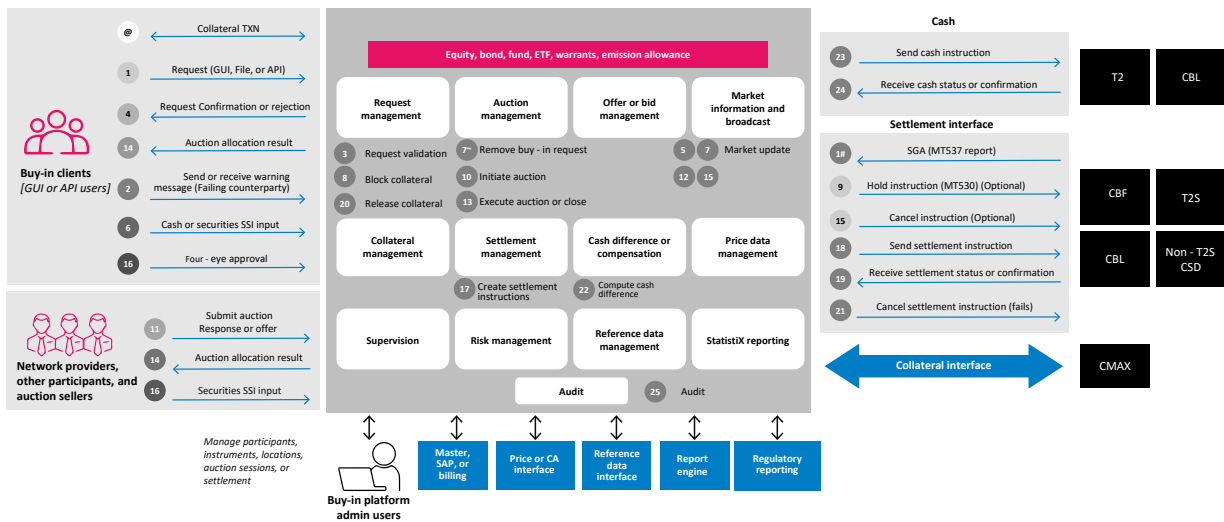 @
Collateral TXN
1
Request (GUI, File, or API)
4
Request Confirmation or rejection
14
Auction allocation result
2
Send or receive warning
message (Failing counterparty)
6
Cash or securities SSI input
16
Four - eye approval
Buy-in clients
[GUI or API users]
11
Submit auction
Response or offer
14
Auction allocation result
16
Securities SSI input
Network providers,
other participants, and
auction sellers
Manage participants,
instruments, locations,
auction sessions, or
settlement
Equity, bond, fund, ETF, warrants, emission allowance
Request
management
Auction
management
Offer or bid
management
Market
information and
broadcast
3
Request validation
8
Block collateral
20
Release collateral
7~
Remove buy - in request
10
Initiate auction
13
Execute auction or close
5
7
Market update
12
15
Collateral
management
Settlement
management
Cash difference or
compensation
Price data
management
17
Create settlement
instructions
22
Compute cash
difference
Supervision
Risk management
Reference data
management
StatistiX reporting
Audit
25
Audit
Buy-in platform
admin users
Master,
SAP, or
billing
Price or CA
interface
Reference
data
interface
Report
engine
Regulatory
reporting
Cash
23
Send cash instruction
24
Receive cash status or confirmation
T2
CBL
Settlement interface
1#
SGA (MT537 report)
9
Hold instruction (MT530) (Optional)
15
Cancel instruction (Optional)
18
Send settlement instruction
19
Receive settlement status or confirmation
21
Cancel settlement instruction (fails)
CBF
T2S
CBL
Non - T2S
CSD
Collateral interface
CMAX